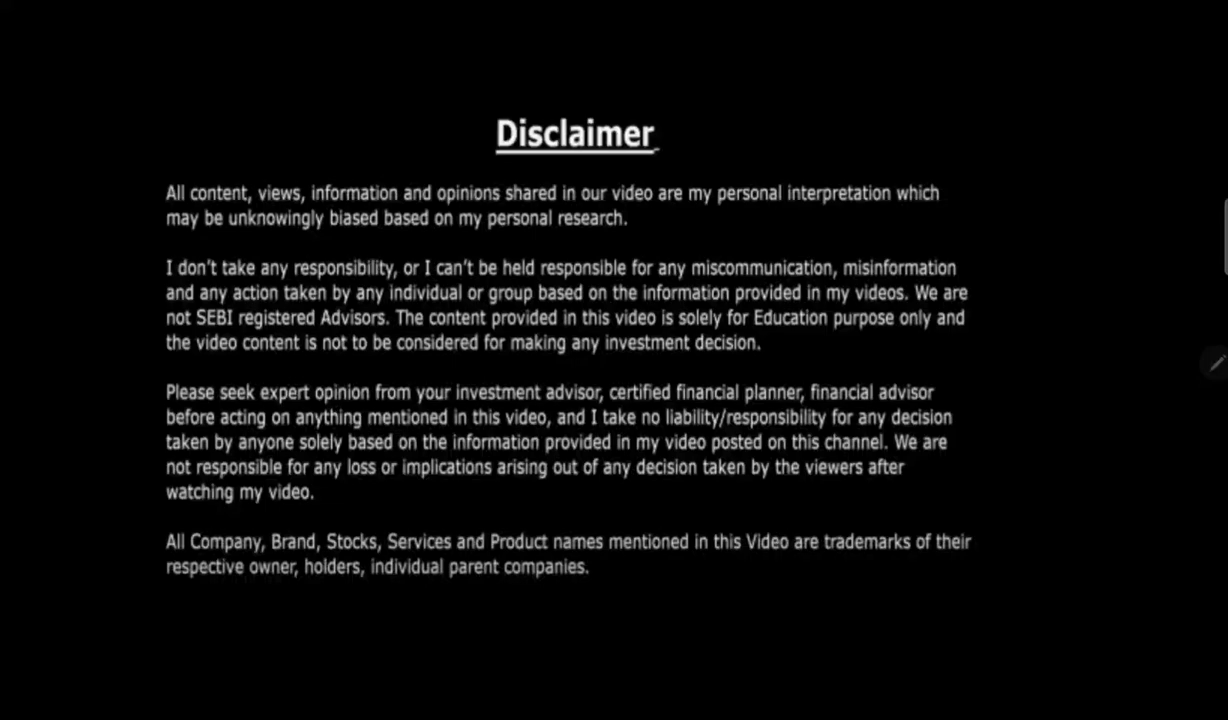 Disclaimer
All content, views, information and opinions shared in our video are my personal interpretation which
may be unknowingly biased based on my personal research.
I don't take any responsibility, or I can't be held responsible for any miscommunication, misinformation
and any action taken by any individual or group based on the information provided in my videos. We are
not SEBI registered Advisors. The content provided in this video is solely for Education purpose only and
the video content is not to be considered for making any investment decision.
Please seek expert opinion from your investment advisor, certified financial planner, financial advisor
before acting on anything mentioned in this video, and I take no liability/responsibility for any decision
taken by anyone solely based on the information provided in my video posted on this channel. We are
not responsible for any loss or implications arising out of any decision taken by the viewers after
watching my video.
All Company, Brand, Stocks, Services and Product names mentioned in this Video are trademarks of their
respective owner, holders, individual parent companies.